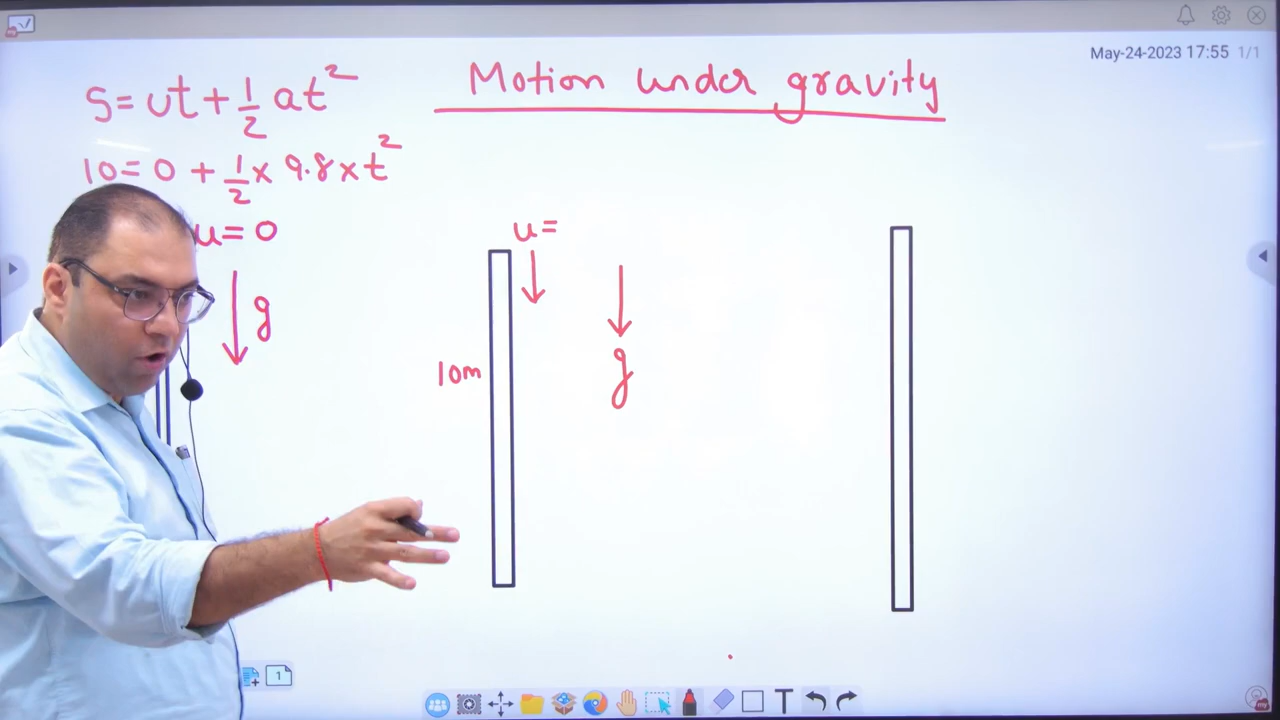 May-24-2023 17:55 1/1
Motion under gravity
S=ut+1/2 at²
10=0+1/2×9.8×t²
u=0
g
u=
g
10m
1
T